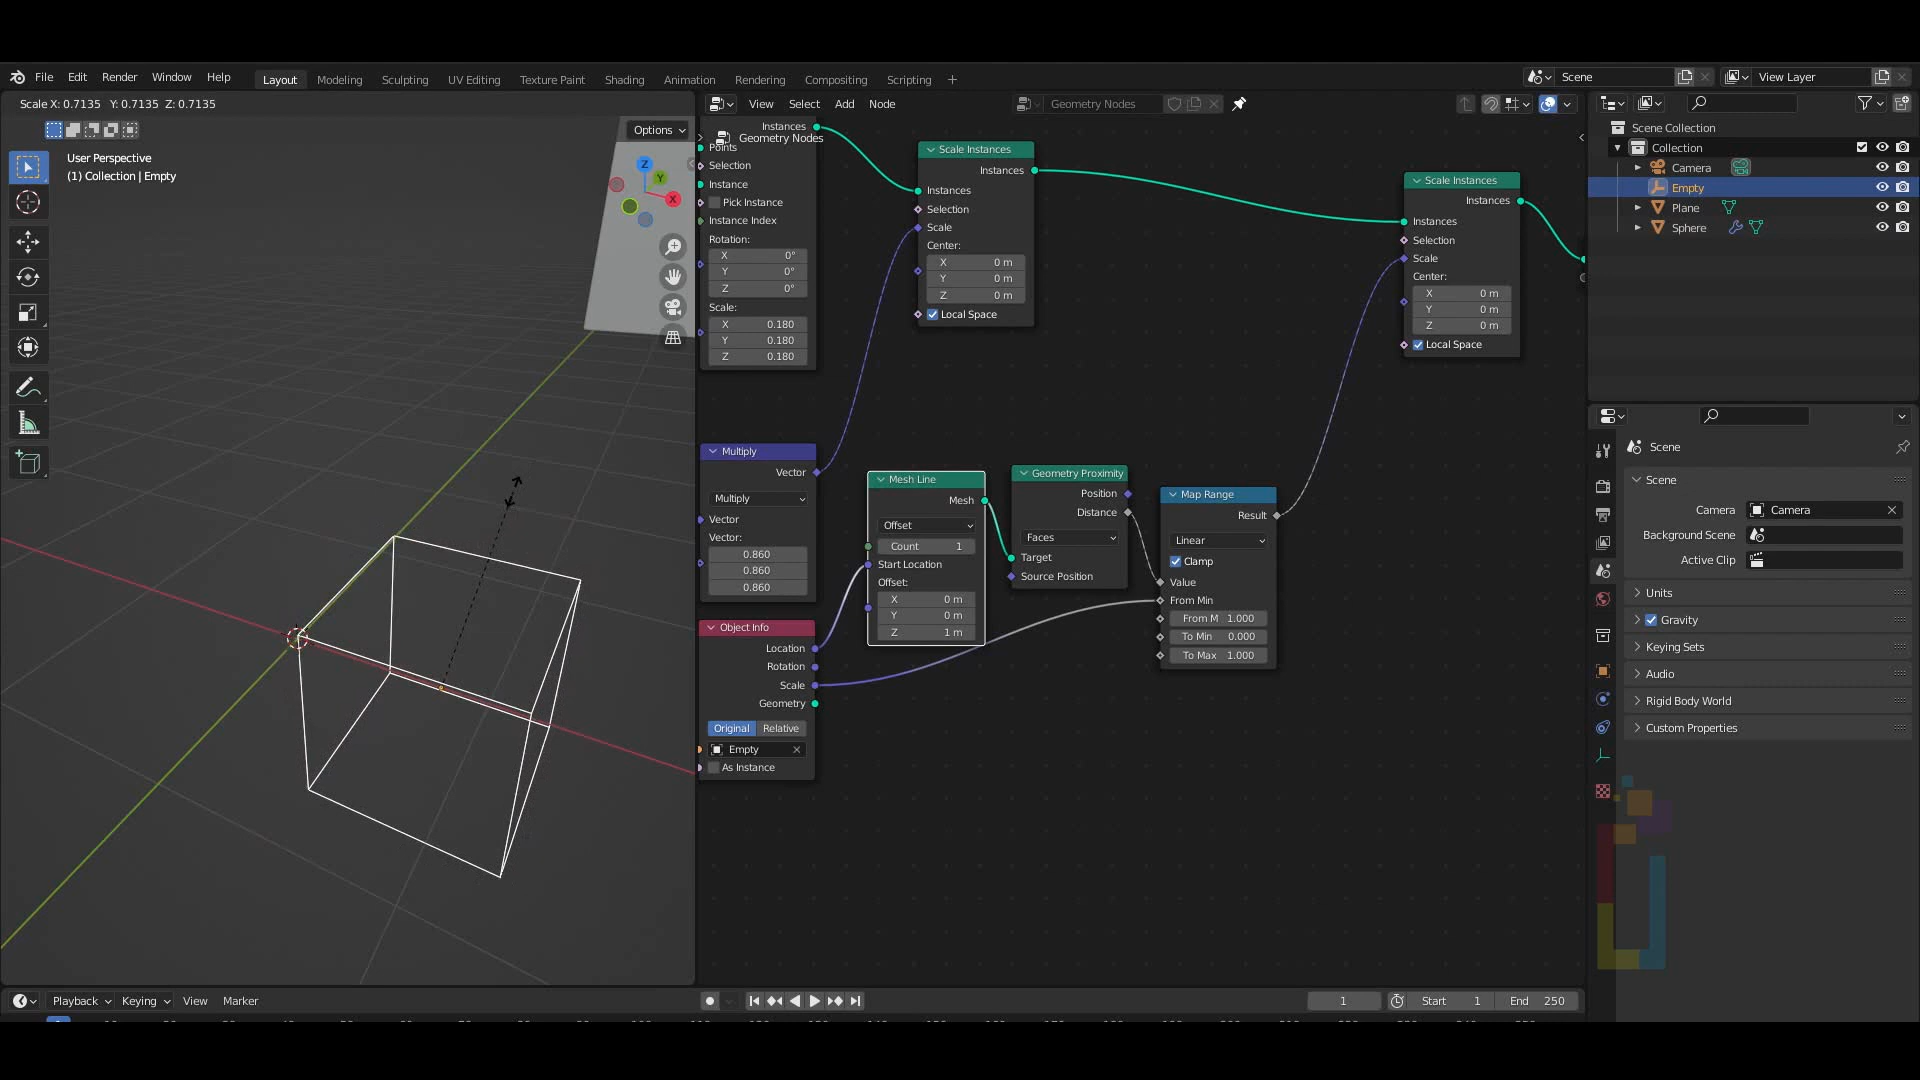 File Edit Render Window Help
Layout Modeling Sculpting UV Editing Texture Paint Shading Animation Rendering Compositing Scripting +
Scene
View Layer
Scale X: 0.7135 Y: 0.7135 Z: 0.7135
View Select Add Node
Geometry Nodes
Options
User Perspective
(1) Collection | Empty
Z
Y
X
Geometry Nodes
Instances
Points
Selection
Instance
Pick Instance
Instance Index
Rotation:
X 0°
Y 0°
Z 0°
Scale:
X 0.180
Y 0.180
Z 0.180
Scale Instances
Instances
Instances
Selection
Scale
Center:
X 0 m
Y 0 m
Z 0 m
Local Space
Scale Instances
Instances
Instances
Selection
Scale
Center:
X 0 m
Y 0 m
Z 0 m
Local Space
Multiply
Vector
Multiply
Vector
Vector:
0.860
0.860
0.860
Object Info
Location
Rotation
Scale
Geometry
Original Relative
Empty
As Instance
Mesh Line
Mesh
Offset
Count 1
Start Location
Offset:
X 0 m
Y 0 m
Z 1 m
Geometry Proximity
Position
Distance
Faces
Target
Source Position
Map Range
Result
Linear
Clamp
Value
From Min
From M 1.000
To Min 0.000
To Max 1.000
Scene Collection
Collection
Camera
Empty
Plane
Sphere
Scene
Scene
Camera Camera
Background Scene
Active Clip
Units
Gravity
Keying Sets
Audio
Rigid Body World
Custom Properties
Playback Keying View Marker
1
Start 1
End 250